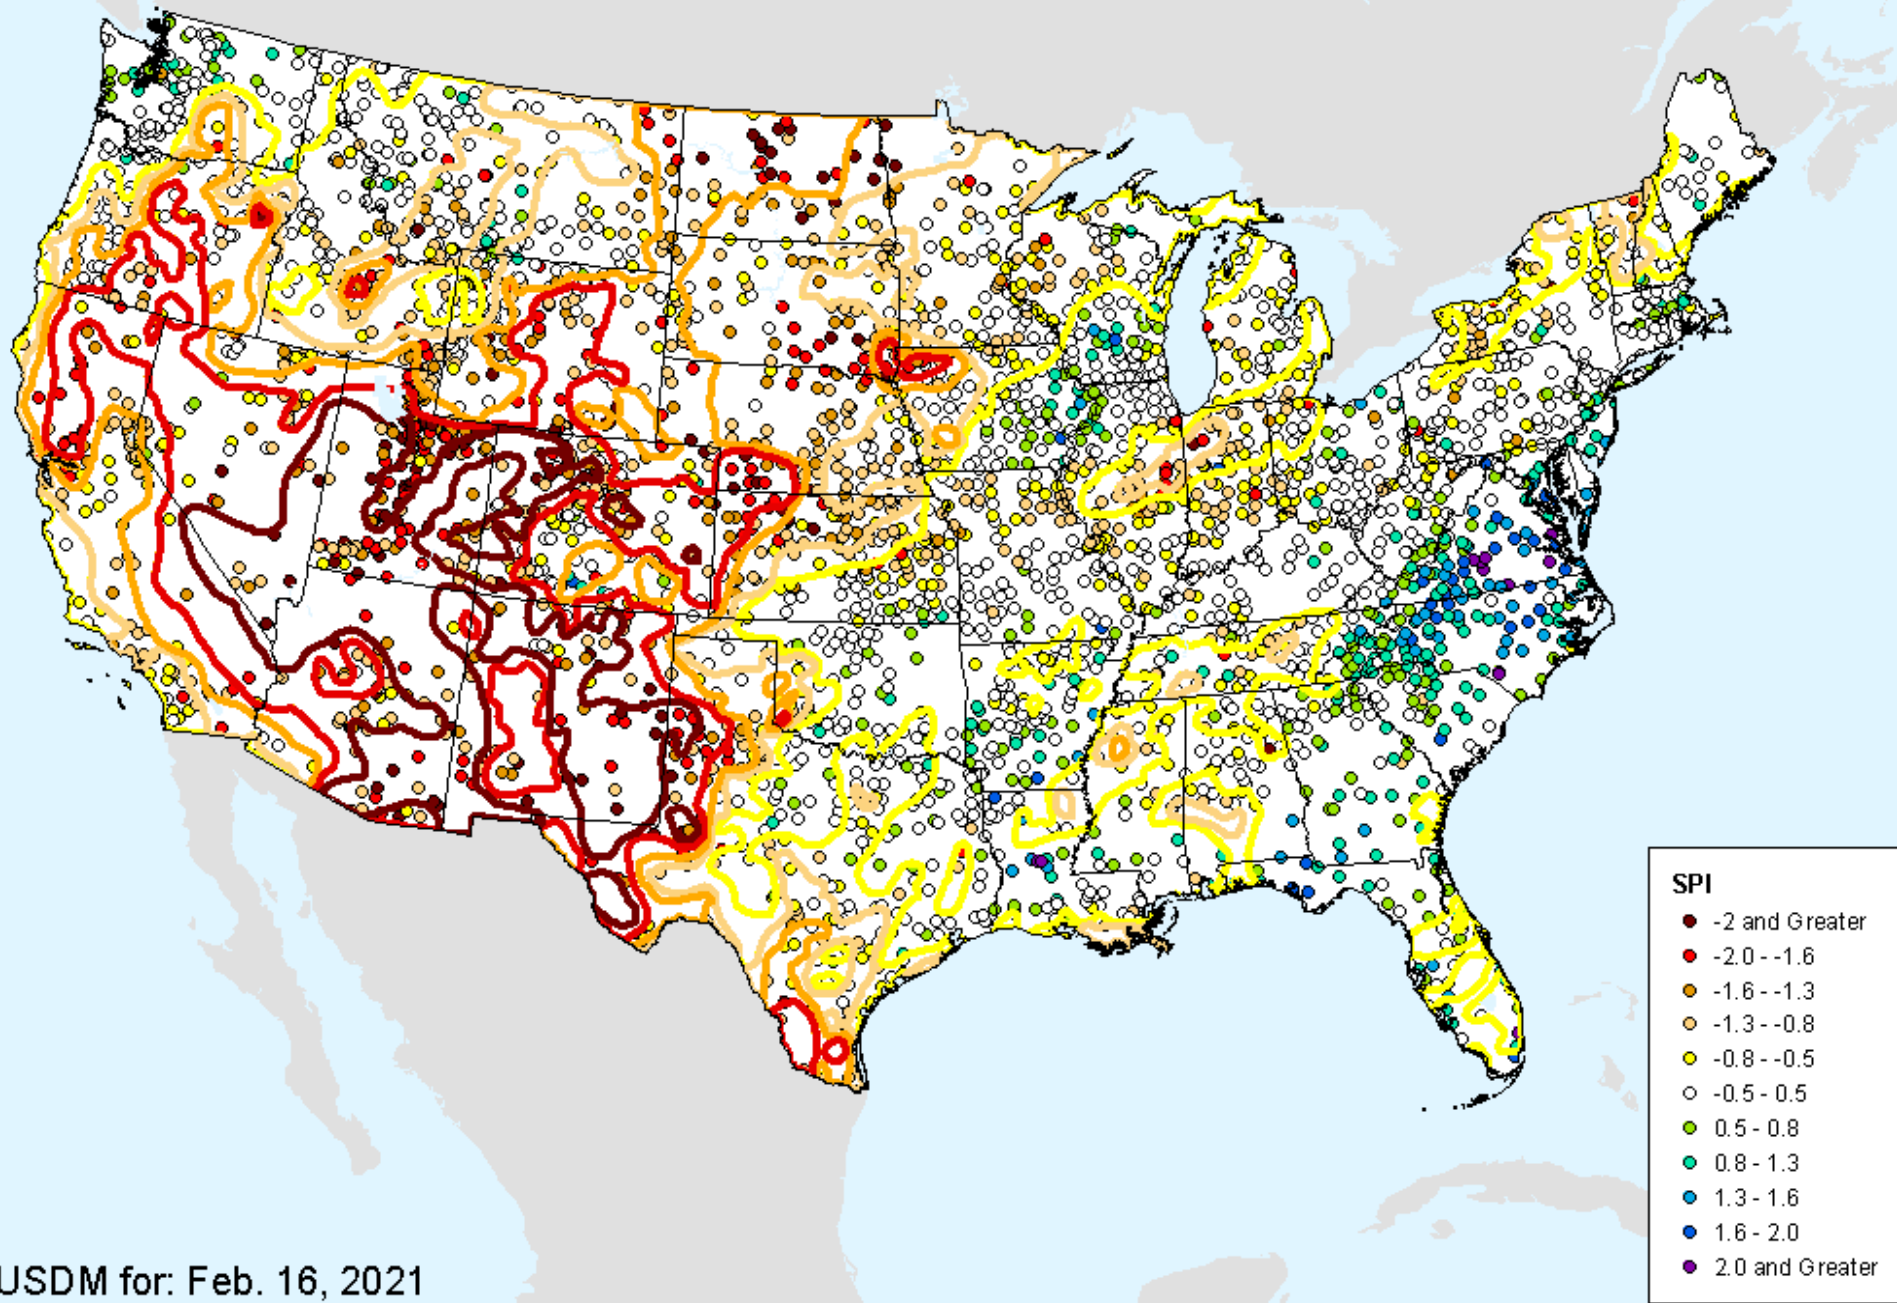 SPI
-2 and Greater
-2.0 - -1.6
-1.6 - -1.3
-1.3 - -0.8
-0.8 - -0.5
-0.5 - 0.5
0.5 - 0.8
0.8 - 1.3
1.3 - 1.6
1.6 - 2.0
2.0 and Greater
USDM for: Feb. 16, 2021